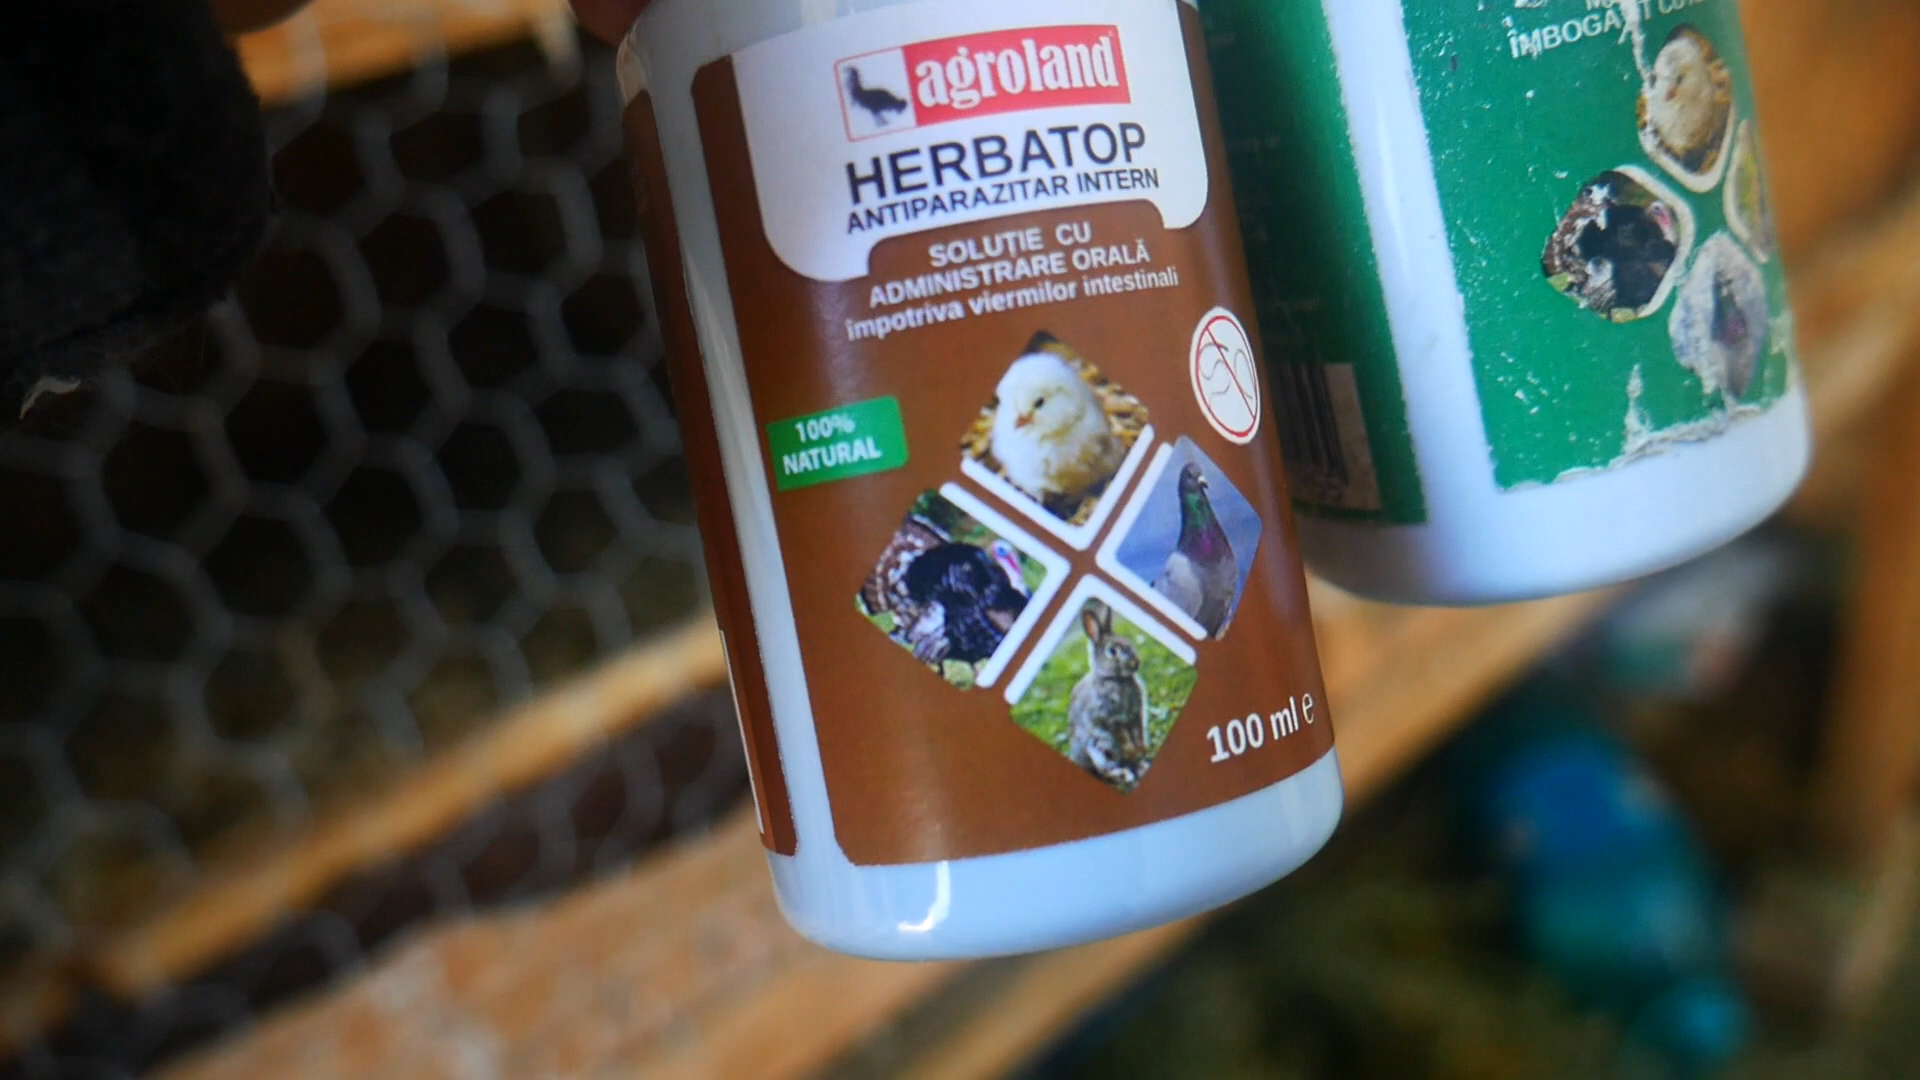 agroland
HERBATOP
ANTIPARAZITAR INTERN
SOLUȚIE CU
ADMINISTRARE ORALĂ
împotriva viermilor intestinali
100%
NATURAL
100 ml e